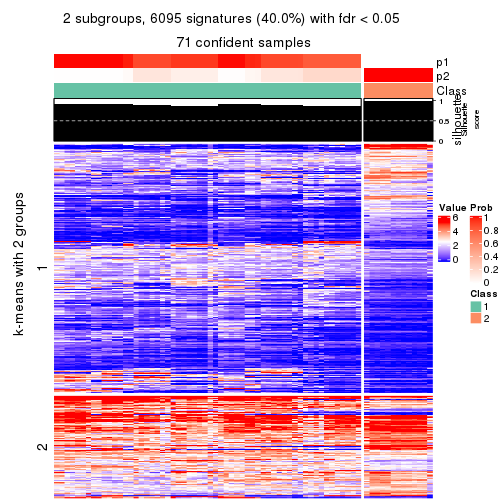 2 subgroups, 6095 signatures (40.0%) with fdr < 0.05
71 confident samples
p1
p2
Class
1
0.5
0
silhouette
Silhouette
score
k-means with 2 groups
1
2
Value
6
4
2
0
Prob
1
0.8
0.6
0.4
0.2
0
Class
1
2